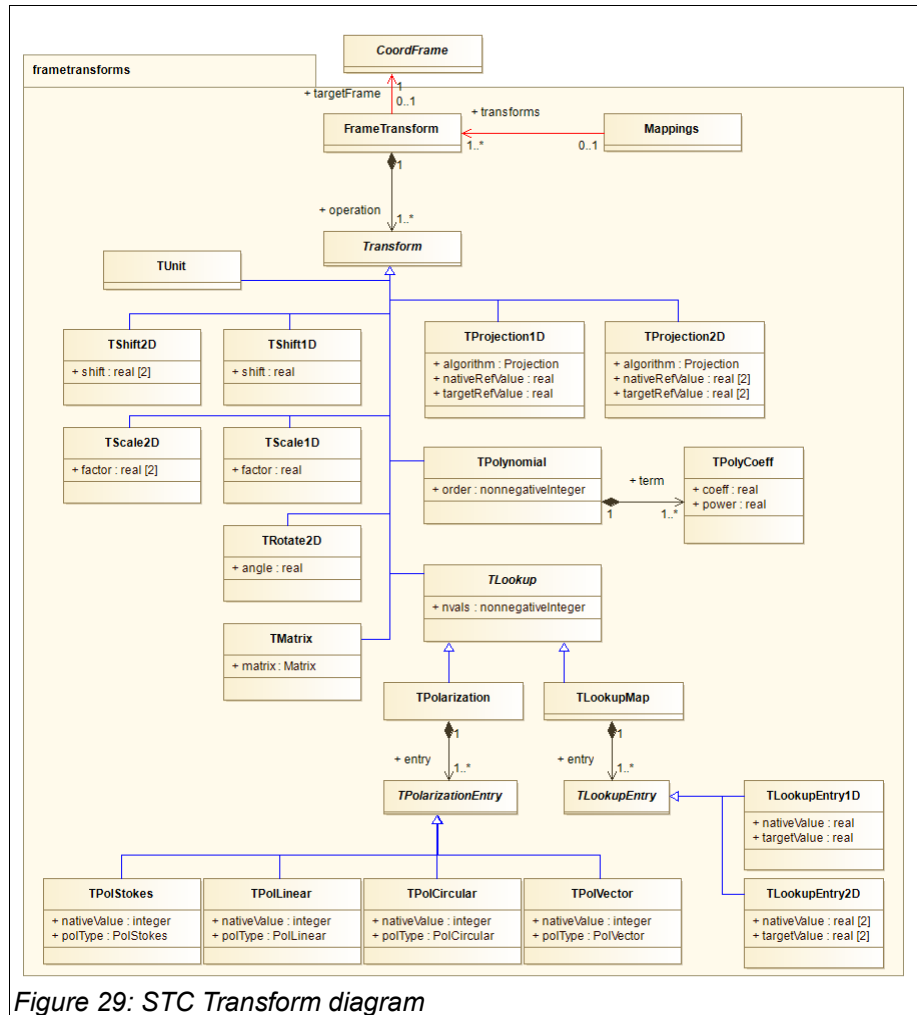 CoordFrame
frametransforms
+ targetFrame
1
0..1
FrameTransform
+ transforms
1..*
0..1
Mappings
1
+ operation
1..*
Transform
TUnit
TShift2D
+ shift : real [2]
TShift1D
+ shift : real
TProjection1D
+ algorithm : Projection
+ nativeRefValue : real
+ targetRefValue : real
TProjection2D
+ algorithm : Projection
+ nativeRefValue : real [2]
+ targetRefValue : real [2]
TScale2D
+ factor : real [2]
TScale1D
+ factor : real
TPolynomial
+ order : nonnegativeInteger
+ term
1
1..*
TPolyCoeff
+ coeff : real
+ power : real
TRotate2D
+ angle : real
TLookup
+ nvals : nonnegativeInteger
TMatrix
+ matrix : Matrix
TPolarization
TLookupMap
1
+ entry
1..*
1
+ entry
1..*
TPolarizationEntry
TLookupEntry
TLookupEntry1D
+ nativeValue : real
+ targetValue : real
TPolStokes
+ nativeValue : integer
+ polType : PolStokes
TPolLinear
+ nativeValue : integer
+ polType : PolLinear
TPolCircular
+ nativeValue : integer
+ polType : PolCircular
TPolVector
+ nativeValue : integer
+ polType : PolVector
TLookupEntry2D
+ nativeValue : real [2]
+ targetValue : real [2]
Figure 29: STC Transform diagram